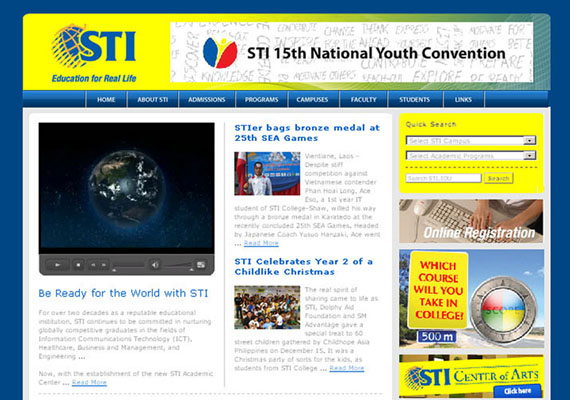 STI
Education for Real Life
STI 15th National Youth Convention
HOME
ABOUT STI
ADMISSIONS
PROGRAMS
CAMPUSES
FACULTY
STUDENTS
LINKS
STI
Be Ready for the World with STI
For over two decades as a reputable educational
institution, STI continues to be committed in nurturing
globally competitive graduates in the fields of
Information Communications Technology (ICT),
Healthcare, Business and Management, and
Engineering ... Read More
Now, with the establishment of the new STI Academic
Center ... Read More
STIer bags bronze medal at
25th SEA Games
Vientiane, Laos -
Despite stiff
competition against
Vietnamese contender
Phan Hoai Long, Ace
Eso, a 1st year IT
student of STI College-Shaw, willed his way
through a bronze medal in Karatedo at the
recently concluded 25th SEA Games. Headed
by Japanese Coach Yusuo Hanzaki, Ace went
... Read More
STI Celebrates Year 2 of a
Childlike Christmas
The real spirit of
sharing came to life as
STI, Dolphy Aid
Foundation and SM
Advantage gave a
special treat to 60
street children gathered by Childhope Asia
Philippines on December 15. It was a
Christmas party of sorts for the kids, as
students from STI College ... Read More
Quick Search
Select STI Campus
Select Academic Programs
Search STI.EDU
Search
Online Registration
WHICH
COURSE
WILL YOU
TAKE IN
COLLEGE?
500 m
STI CENTER OF ARTS
Click here